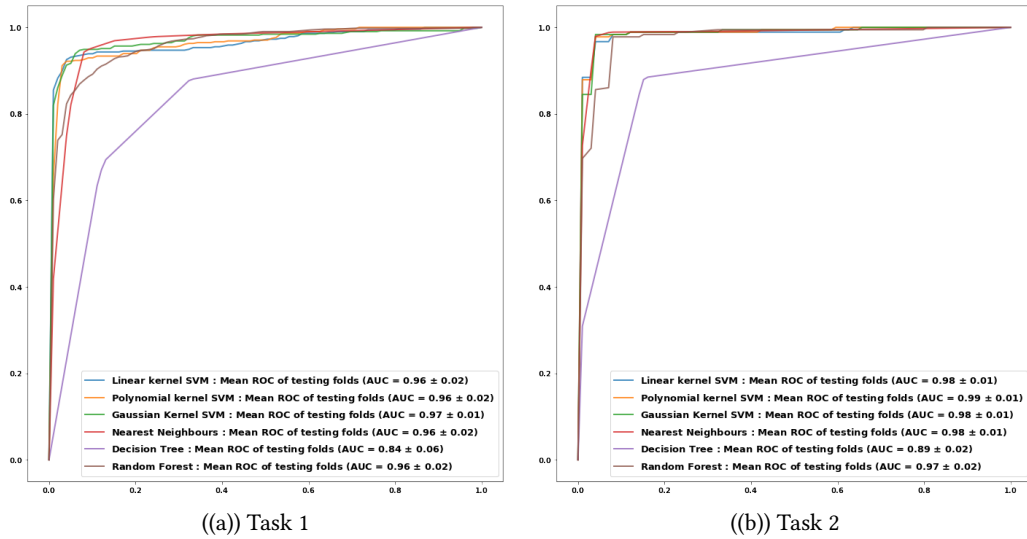 1.0
0.8
0.6
0.4
0.2
0.0
0.0 0.2 0.4 0.6 0.8 1.0
Linear kernel SVM : Mean ROC of testing folds (AUC = 0.96 ± 0.02)
Polynomial kernel SVM : Mean ROC of testing folds (AUC = 0.96 ± 0.02)
Gaussian Kernel SVM : Mean ROC of testing folds (AUC = 0.97 ± 0.01)
Nearest Neighbours : Mean ROC of testing folds (AUC = 0.96 ± 0.02)
Decision Tree : Mean ROC of testing folds (AUC = 0.84 ± 0.06)
Random Forest : Mean ROC of testing folds (AUC = 0.96 ± 0.02)
((a)) Task 1
1.0
0.8
0.6
0.4
0.2
0.0
0.0 0.2 0.4 0.6 0.8 1.0
Linear kernel SVM : Mean ROC of testing folds (AUC = 0.98 ± 0.01)
Polynomial kernel SVM : Mean ROC of testing folds (AUC = 0.99 ± 0.01)
Gaussian Kernel SVM : Mean ROC of testing folds (AUC = 0.98 ± 0.01)
Nearest Neighbours : Mean ROC of testing folds (AUC = 0.98 ± 0.01)
Decision Tree : Mean ROC of testing folds (AUC = 0.89 ± 0.02)
Random Forest : Mean ROC of testing folds (AUC = 0.97 ± 0.02)
((b)) Task 2